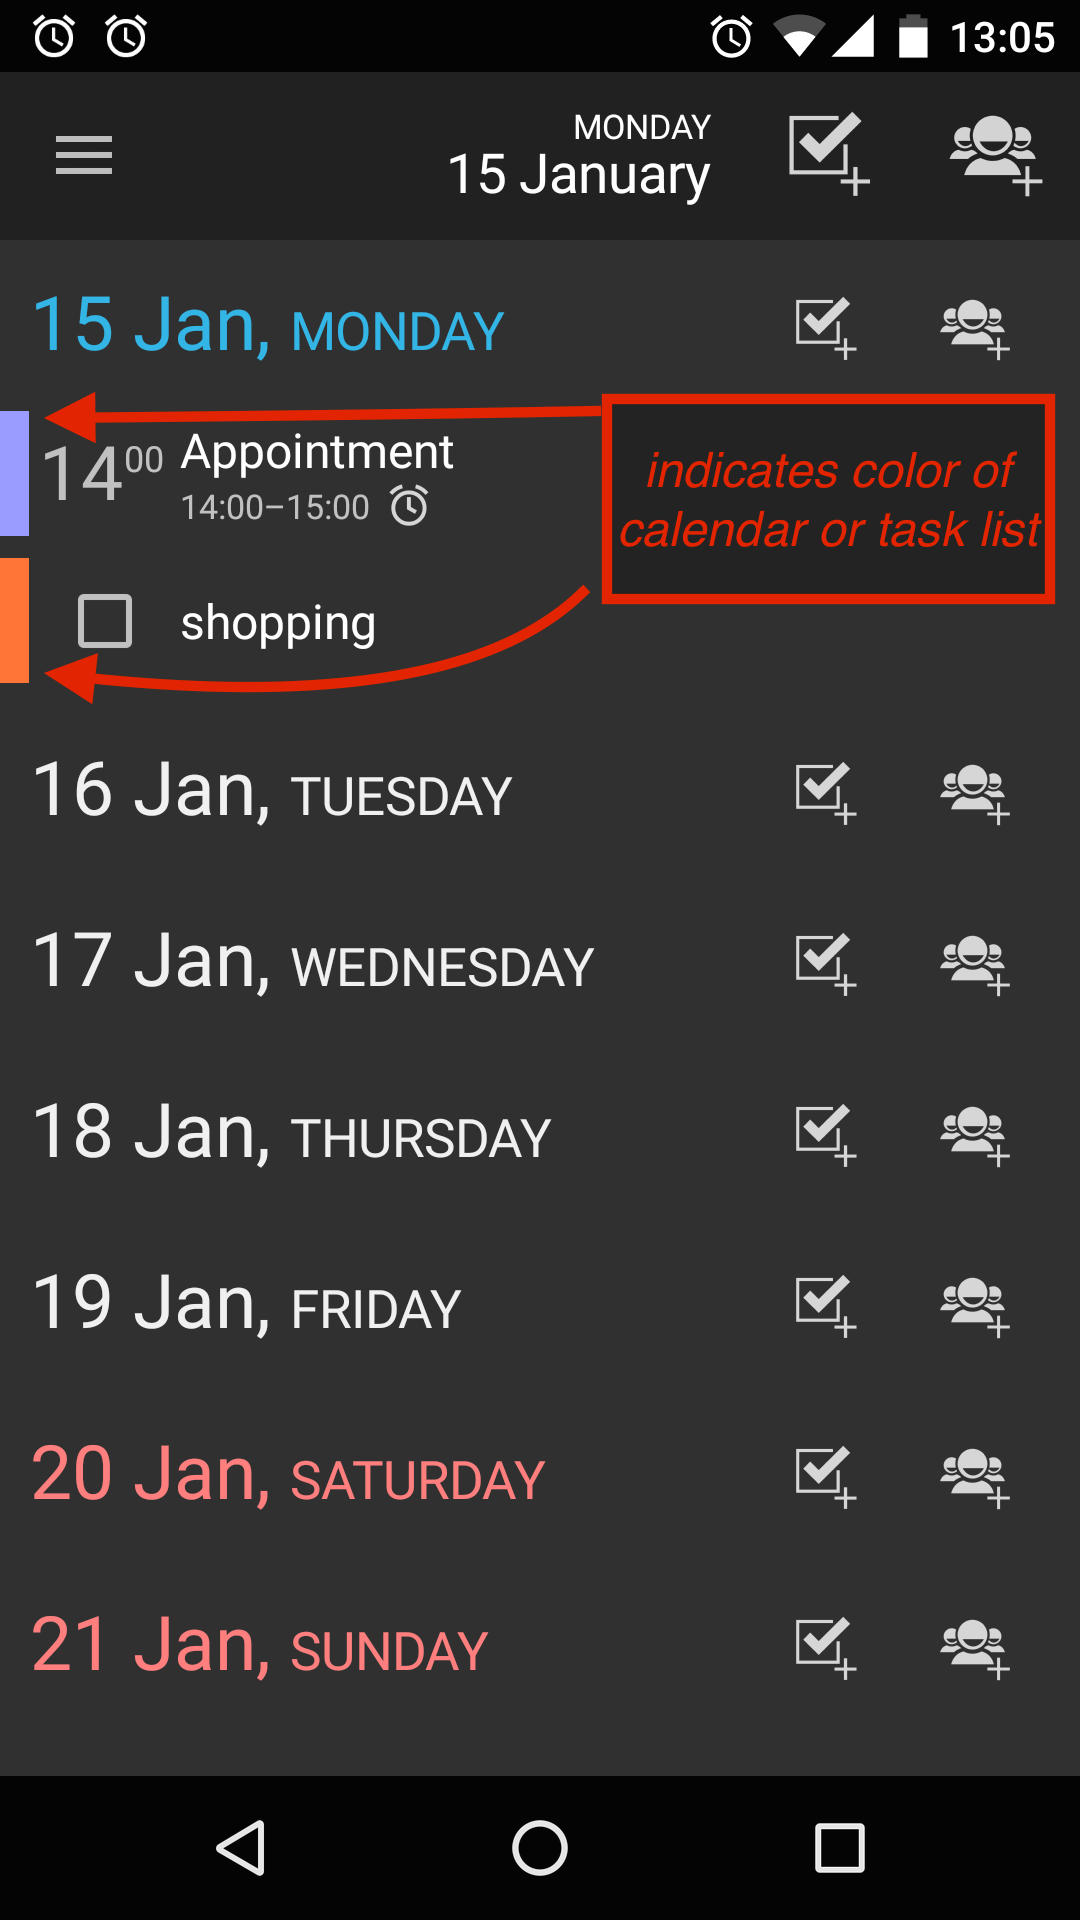 13:05
MONDAY
15 January
15 Jan, MONDAY
14 00 Appointment
14:00–15:00
indicates color of
calendar or task list
shopping
16 Jan, TUESDAY
17 Jan, WEDNESDAY
18 Jan, THURSDAY
19 Jan, FRIDAY
20 Jan, SATURDAY
21 Jan, SUNDAY